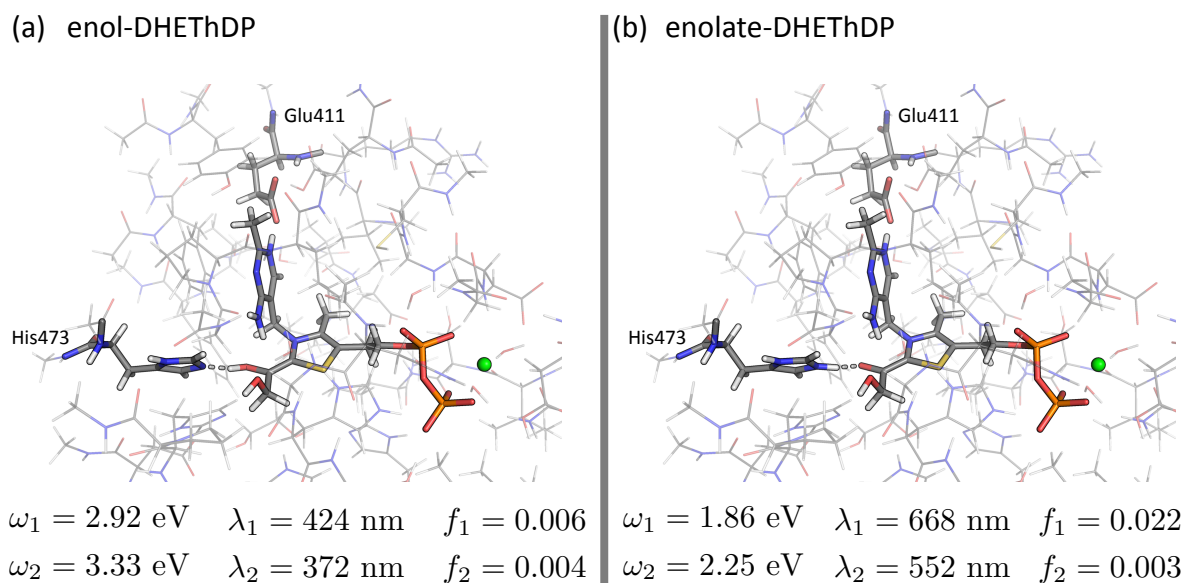 (a) enol-DHEThDP
Glu411
His473
ω₁ = 2.92 eV λ₁ = 424 nm f₁ = 0.006
ω₂ = 3.33 eV λ₂ = 372 nm f₂ = 0.004
(b) enolate-DHEThDP
Glu411
His473
ω₁ = 1.86 eV λ₁ = 668 nm f₁ = 0.022
ω₂ = 2.25 eV λ₂ = 552 nm f₂ = 0.003